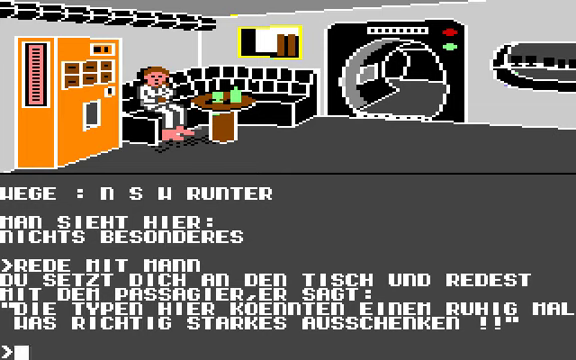 WEGE : N S W RUNTER
MAN SIEHT HIER:
NICHTS BESONDERES
>REDE MIT MANN
DU SETZT DICH AN DEN TISCH UND REDEST
MIT DEM PASSAGIER,ER SAGT:
"DIE TYPEN HIER KOENNTEN EINEM RUHIG MAL
WAS RICHTIG STARKES AUSSCHENKEN !!"
>